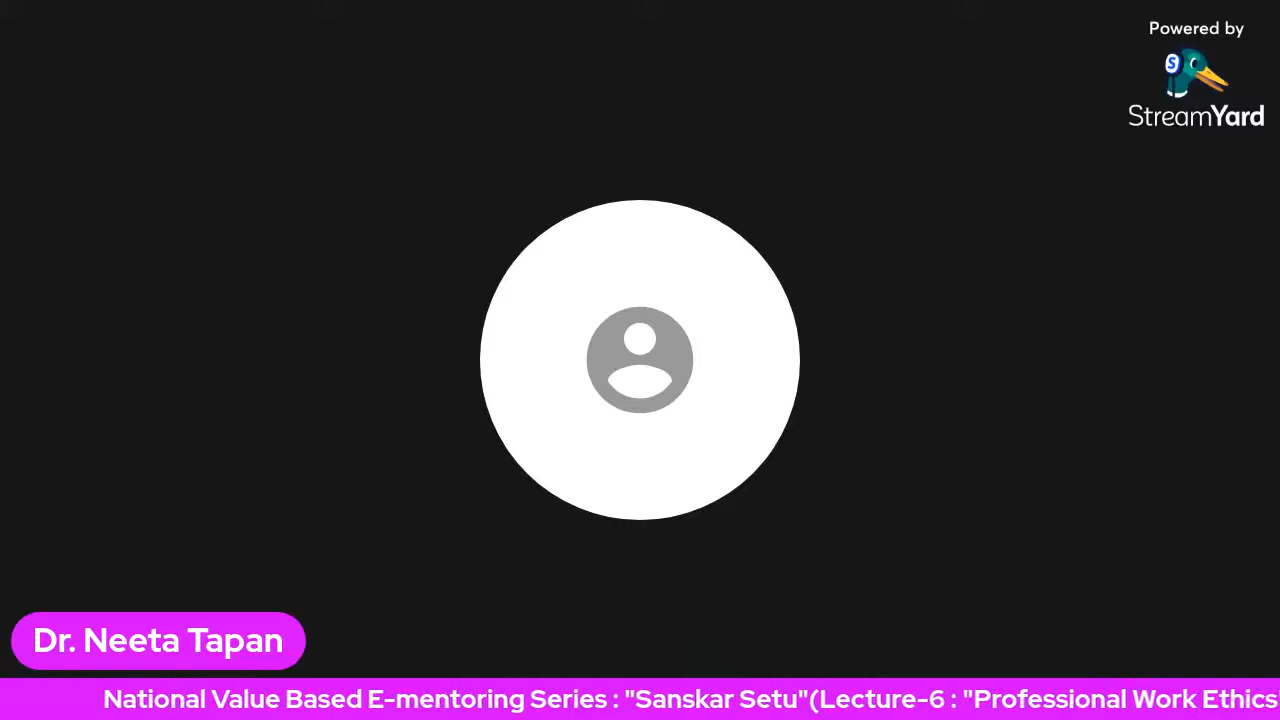 Powered by
S
StreamYard
Dr. Neeta Tapan
National Value Based E-mentoring Series : "Sanskar Setu"(Lecture-6 : "Professional Work Ethics